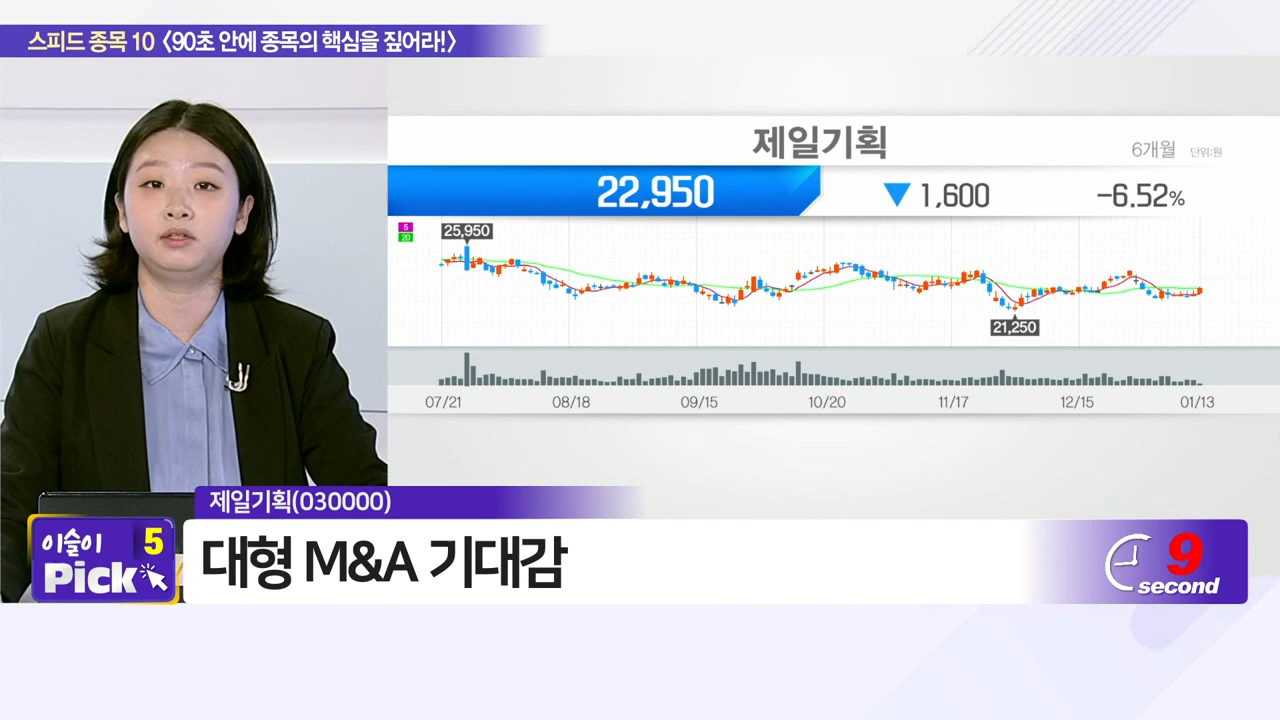 스피드 종목 10 〈90초 안에 종목의 핵심을 짚어라!〉
제일기획
6개월 단위:원
22,950 ▼ 1,600 -6.52%
5
20
25,950
21,250
07/21 08/18 09/15 10/20 11/17 12/15 01/13
제일기획(030000)
이슬이 5
Pick
대형 M&A 기대감
9
second